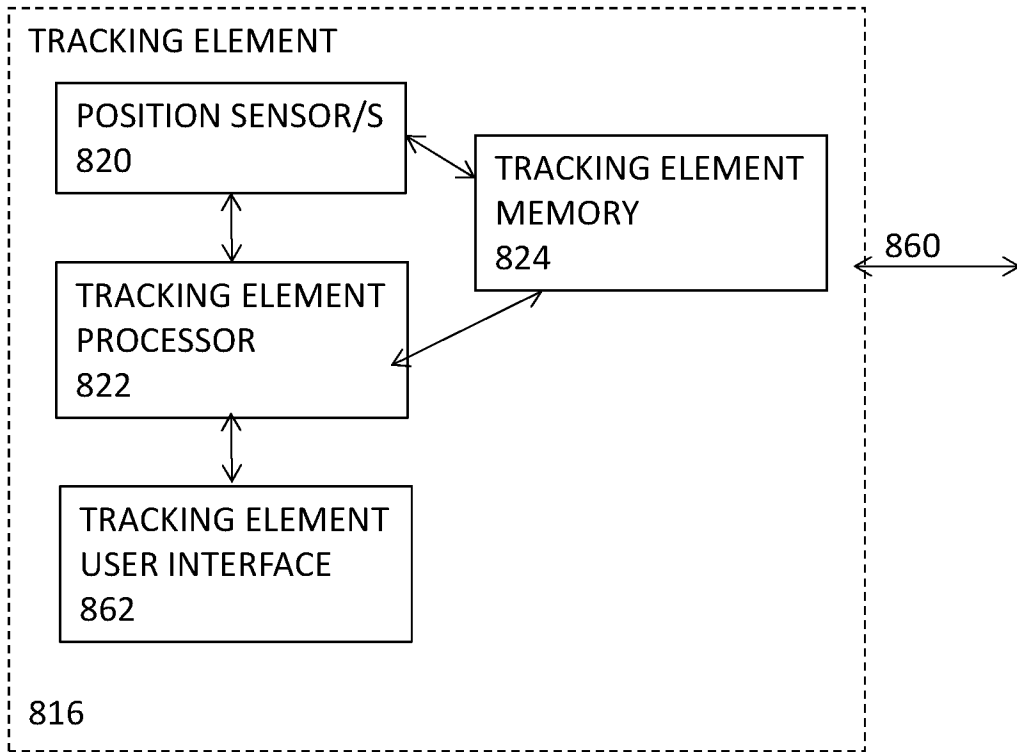 TRACKING ELEMENT
POSITION SENSOR/S
820
TRACKING ELEMENT
MEMORY
824
860
TRACKING ELEMENT
PROCESSOR
822
TRACKING ELEMENT
USER INTERFACE
862
816